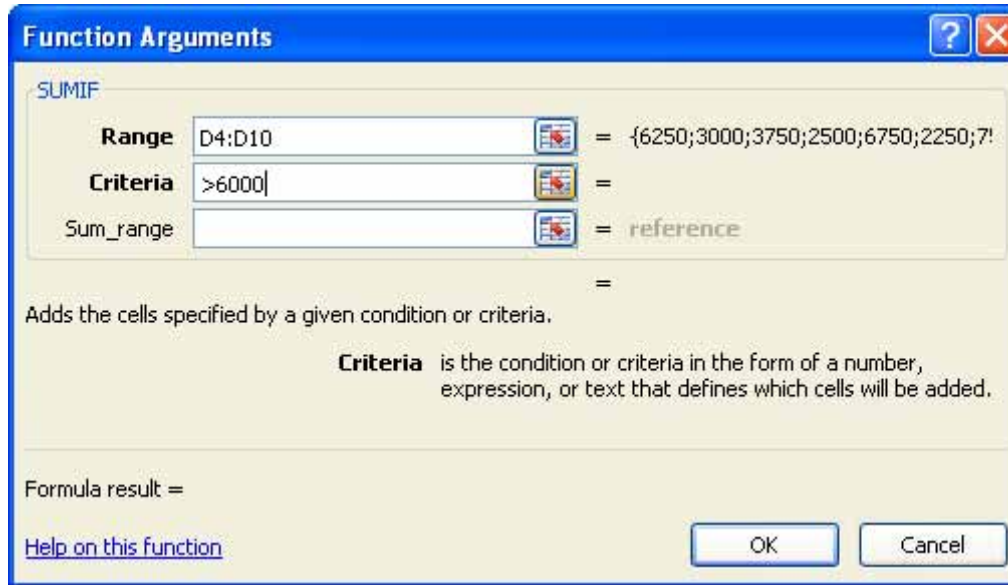 Function Arguments
SUMIF
Range D4:D10 = {6250;3000;3750;2500;6750;2250;7
Criteria >6000 =
Sum_range = reference
=
Adds the cells specified by a given condition or criteria.
Criteria is the condition or criteria in the form of a number,
expression, or text that defines which cells will be added.
Formula result =
Help on this function OK Cancel